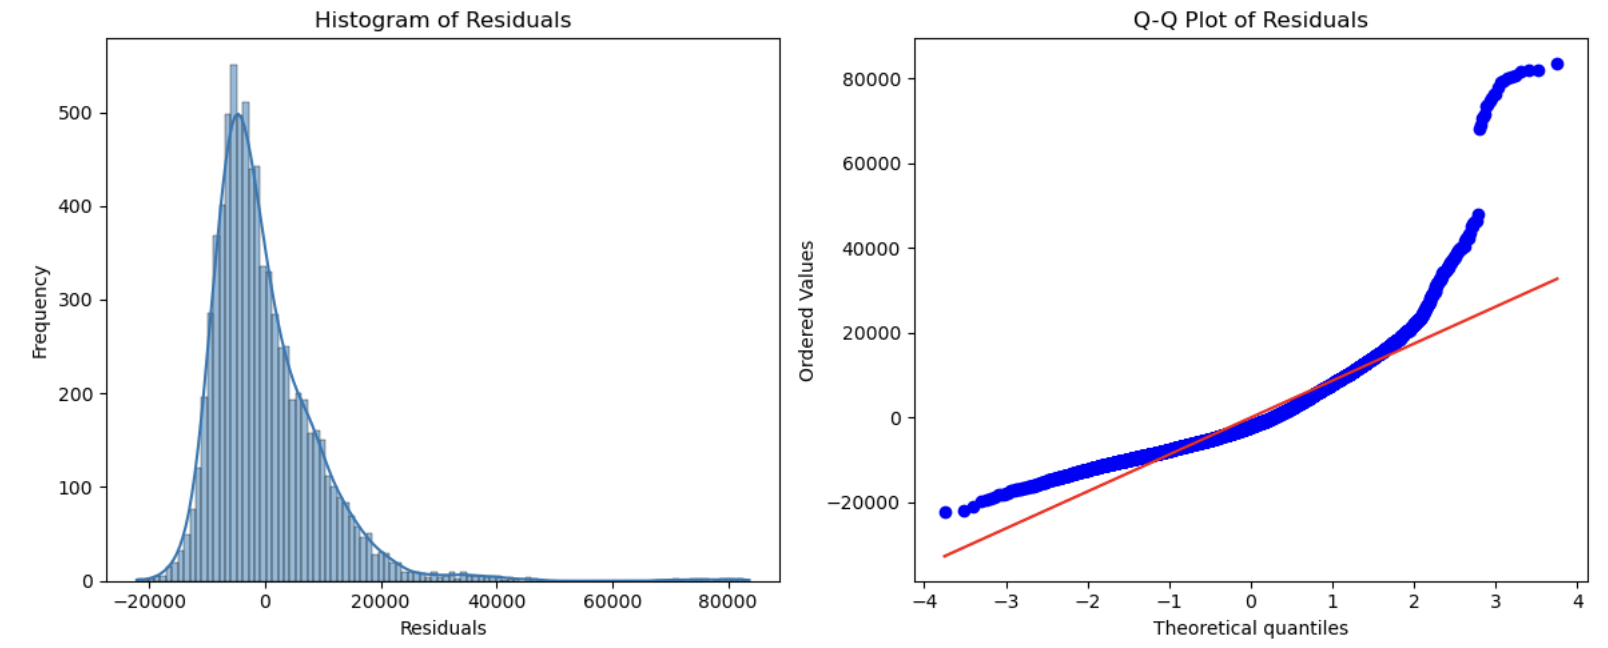 Histogram of Residuals
Frequency
500
400
300
200
100
0
−20000 0 20000 40000 60000 80000
Residuals
Q-Q Plot of Residuals
Ordered Values
80000
60000
40000
20000
0
−20000
−4 −3 −2 −1 0 1 2 3 4
Theoretical quantiles